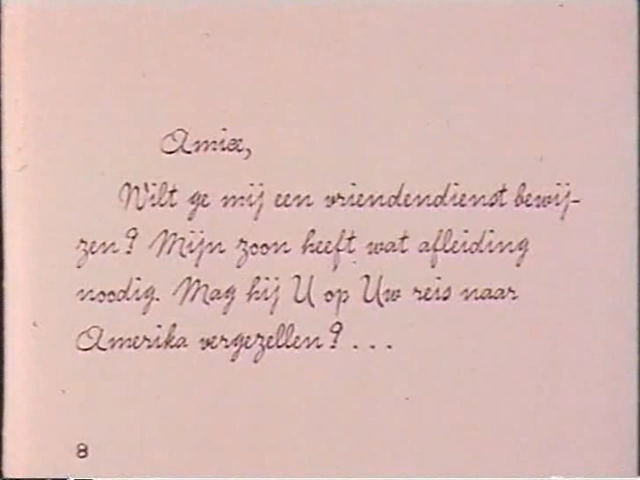 Amice,
Wilt ge mij een vriendendienst bewij-
zen? Mijn zoon heeft wat afleiding
noodig. Mag hij U op Uw reis naar
Amerika vergezellen? ...
8